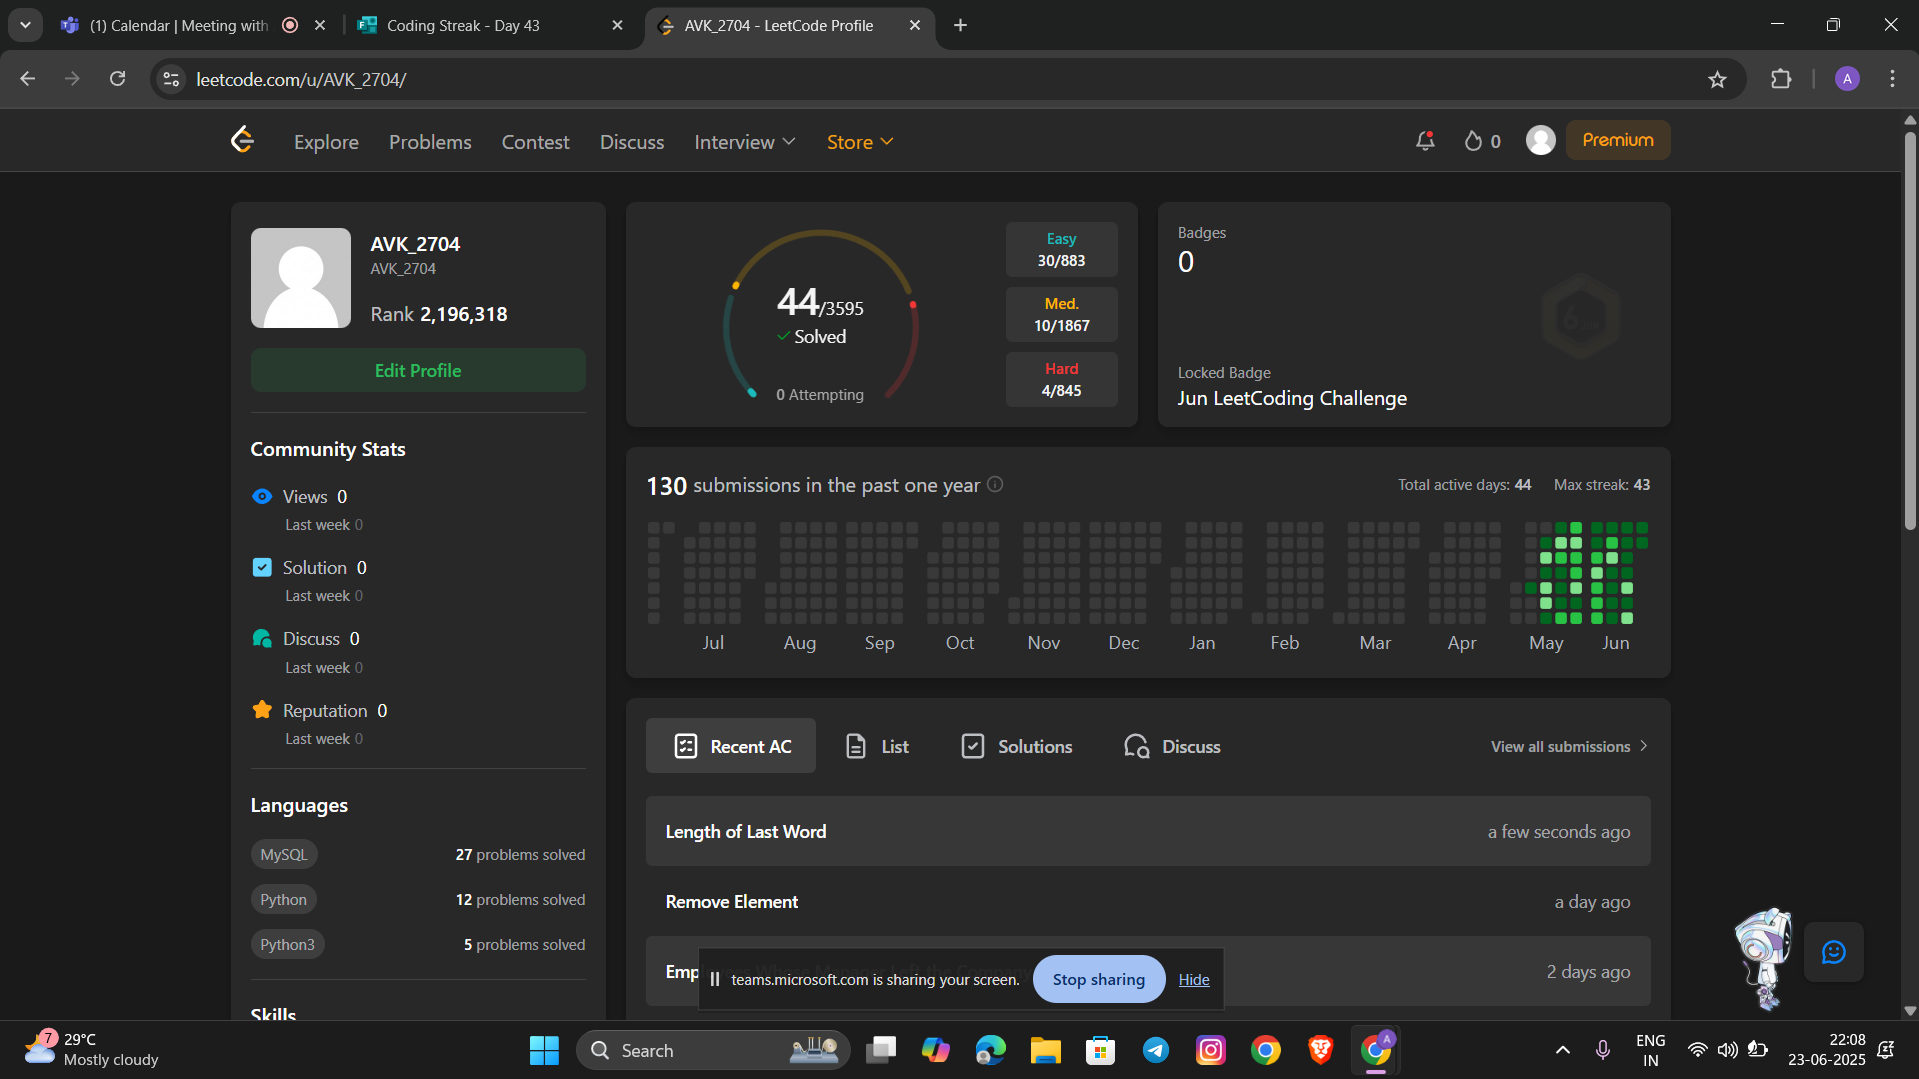 (1) Calendar | Meeting with
Coding Streak - Day 43
AVK_2704 - LeetCode Profile
leetcode.com/u/AVK_2704/
A
Explore
Problems
Contest
Discuss
Interview
Store
0
Premium
AVK_2704
AVK_2704
Rank 2,196,318
Edit Profile
Community Stats
Views 0
Last week 0
Solution 0
Last week 0
Discuss 0
Last week 0
Reputation 0
Last week 0
Languages
MySQL
27 problems solved
Python
12 problems solved
Python3
5 problems solved
Skills
44/3595
Solved
0 Attempting
Easy
30/883
Med.
10/1867
Hard
4/845
Badges
0
Locked Badge
Jun LeetCoding Challenge
130 submissions in the past one year
Total active days: 44
Max streak: 43
Jul
Aug
Sep
Oct
Nov
Dec
Jan
Feb
Mar
Apr
May
Jun
Recent AC
List
Solutions
Discuss
View all submissions
Length of Last Word
a few seconds ago
Remove Element
a day ago
Emp
2 days ago
teams.microsoft.com is sharing your screen.
Stop sharing
Hide
7
29°C
Mostly cloudy
Search
A
ENG
IN
22:08
23-06-2025